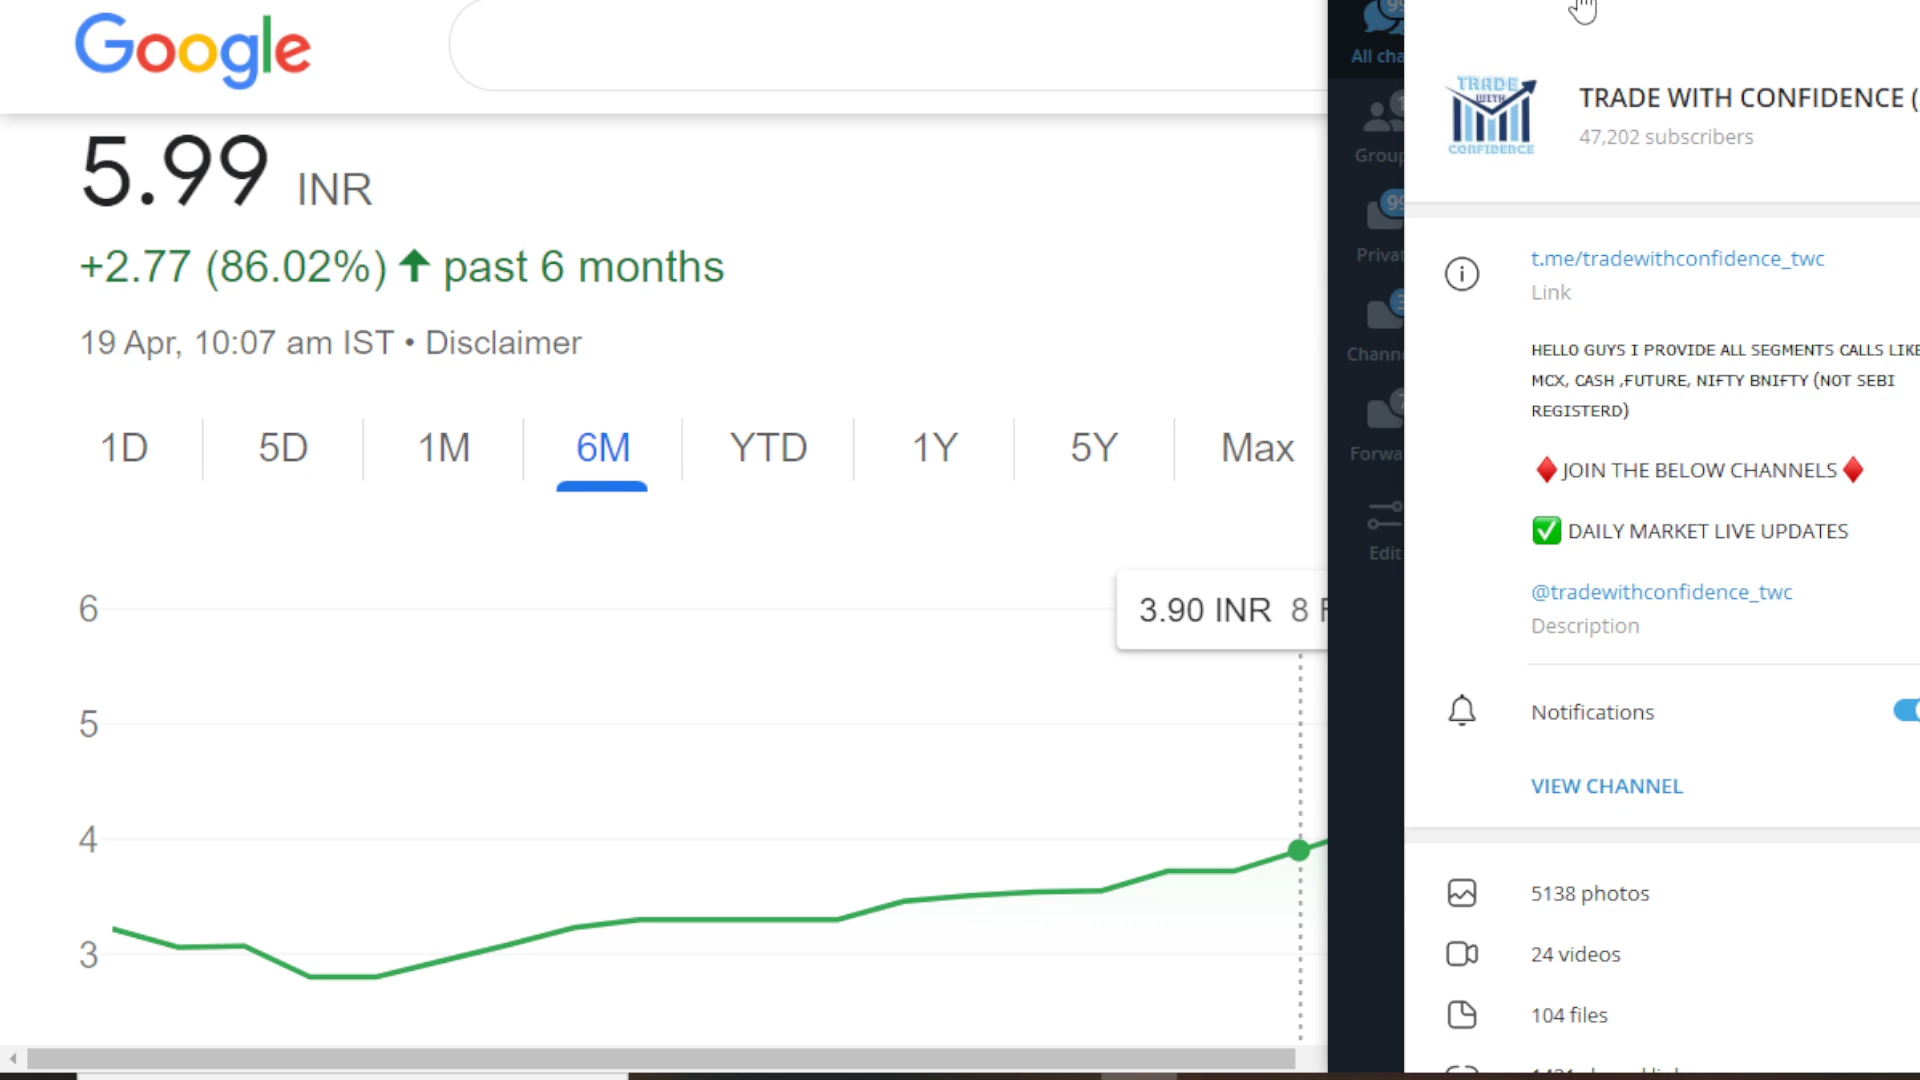 Google
5.99 INR
+2.77 (86.02%) ↑ past 6 months
19 Apr, 10:07 am IST • Disclaimer
1D 5D 1M 6M YTD 1Y 5Y Max
3.90 INR 8
6
5
4
3
All cha
Group
Priva
Chann
Forwa
Edit
TRADE
WITH
CONFIDENCE
TRADE WITH CONFIDENCE (
47,202 subscribers
t.me/tradewithconfidence_twc
Link
HELLO GUYS I PROVIDE ALL SEGMENTS CALLS LIKE
MCX, CASH ,FUTURE, NIFTY BNIFTY (NOT SEBI
REGISTERD)
♦️JOIN THE BELOW CHANNELS♦️
✅ DAILY MARKET LIVE UPDATES
@tradewithconfidence_twc
Description
Notifications
VIEW CHANNEL
5138 photos
24 videos
104 files